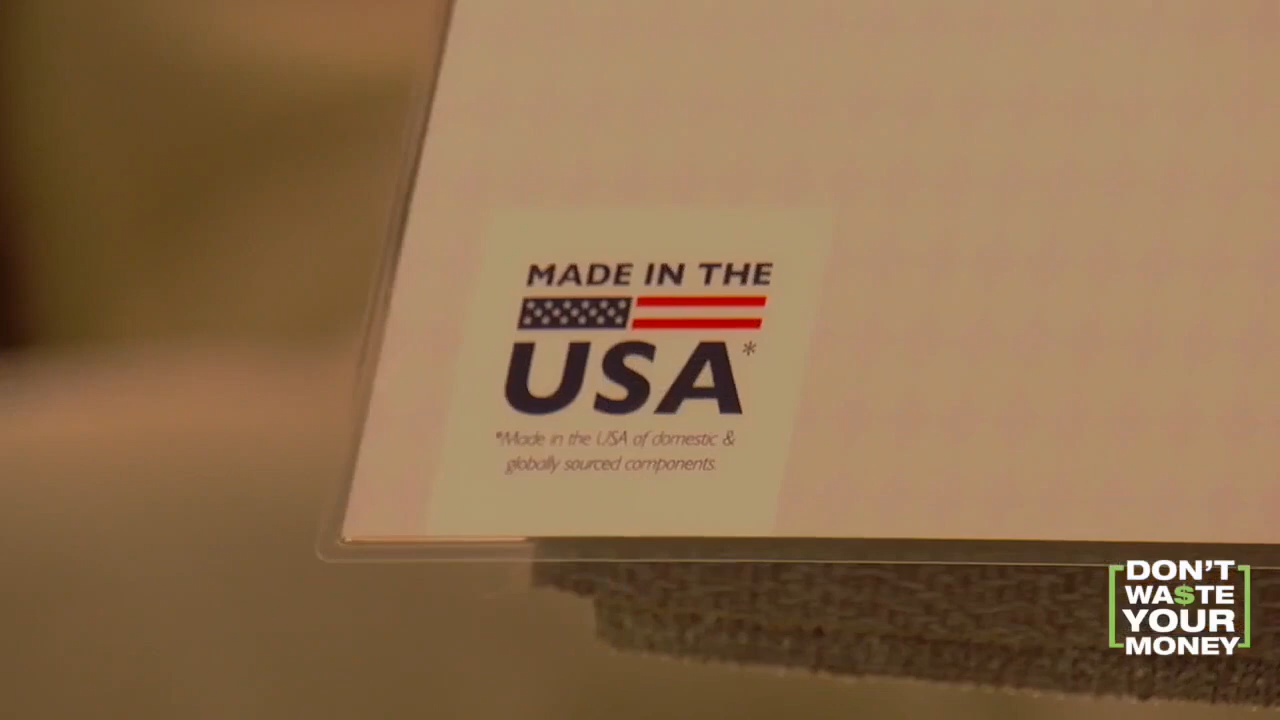 MADE IN THE
USA*
*Made in the USA of domestic &
globally sourced components.
DON'T
WA$TE
YOUR
MONEY